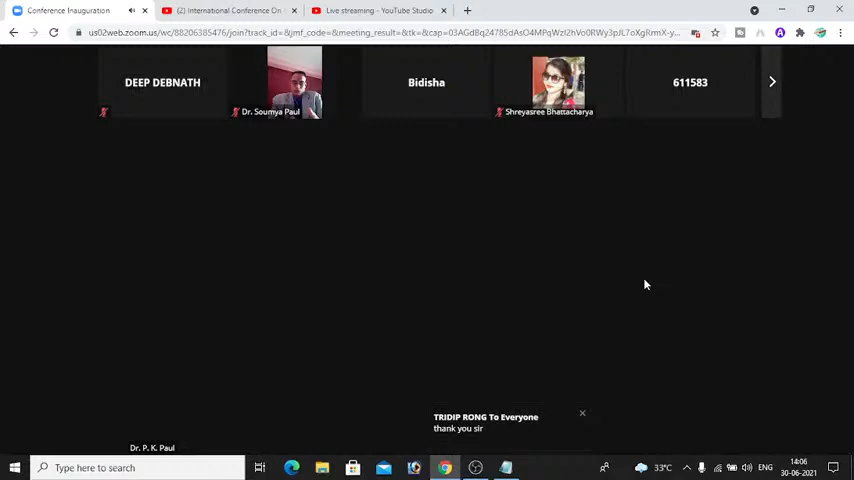 Conference Inauguration
(2) International Conference On
Live streaming - YouTube Studio
us02web.zoom.us/wc/88206385476/join?track_id=&jmf_code=&meeting_result=&tk=&cap=03AGdBq24785dAsO4MPqWzI2hVo0RWy3pJL7oXgRrmX-y...
DEEP DEBNATH
Dr. Soumya Paul
Bidisha
Shreyasree Bhattacharya
611583
TRIDIP RONG To Everyone
thank you sir
Dr. P. K. Paul
Type here to search
33°C
ENG
14:06
30-06-2021